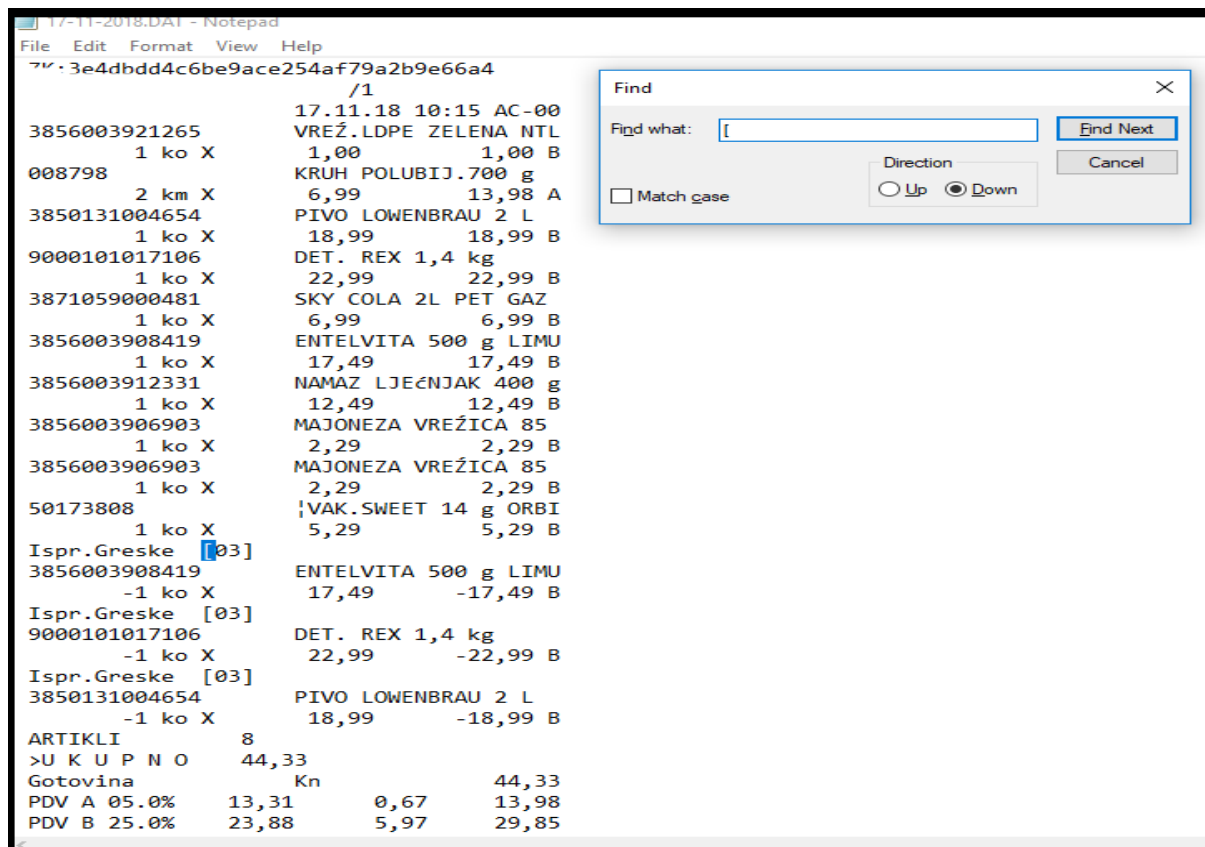 17-11-2018.DAT - Notepad
File Edit Format View Help
ZK:3e4dbdd4c6be9ace254af79a2b9e66a4
/1
17.11.18 10:15 AC-00
3856003921265 VREŹ.LDPE ZELENA NTL
1 ko X 1,00 1,00 B
008798 KRUH POLUBIJ.700 g
2 km X 6,99 13,98 A
3850131004654 PIVO LOWENBRAU 2 L
1 ko X 18,99 18,99 B
9000101017106 DET. REX 1,4 kg
1 ko X 22,99 22,99 B
3871059000481 SKY COLA 2L PET GAZ
1 ko X 6,99 6,99 B
3856003908419 ENTELVITA 500 g LIMU
1 ko X 17,49 17,49 B
3856003912331 NAMAZ LJEćNJAK 400 g
1 ko X 12,49 12,49 B
3856003906903 MAJONEZA VREŹICA 85
1 ko X 2,29 2,29 B
3856003906903 MAJONEZA VREŹICA 85
1 ko X 2,29 2,29 B
50173808 ¦VAK.SWEET 14 g ORBI
1 ko X 5,29 5,29 B
Ispr.Greske [03]
3856003908419 ENTELVITA 500 g LIMU
-1 ko X 17,49 -17,49 B
Ispr.Greske [03]
9000101017106 DET. REX 1,4 kg
-1 ko X 22,99 -22,99 B
Ispr.Greske [03]
3850131004654 PIVO LOWENBRAU 2 L
-1 ko X 18,99 -18,99 B
ARTIKLI 8
>U K U P N O 44,33
Gotovina Kn 44,33
PDV A 05.0% 13,31 0,67 13,98
PDV B 25.0% 23,88 5,97 29,85
Find
Find what: [
Find Next
Direction
Cancel
Up Down
Match case